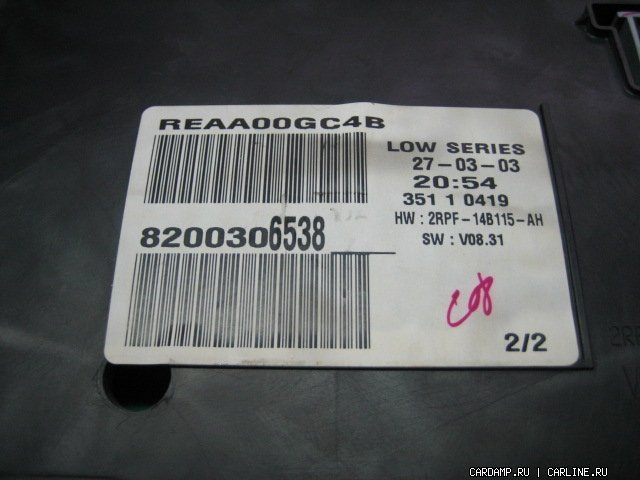 REAA00GC4B
LOW SERIES
27-03-03
20:54
351 1 0419
HW : 2RPF-14B115-AH
SW : V08.31
8200306538
2/2
CARDAMP.RU | CARLINE.RU